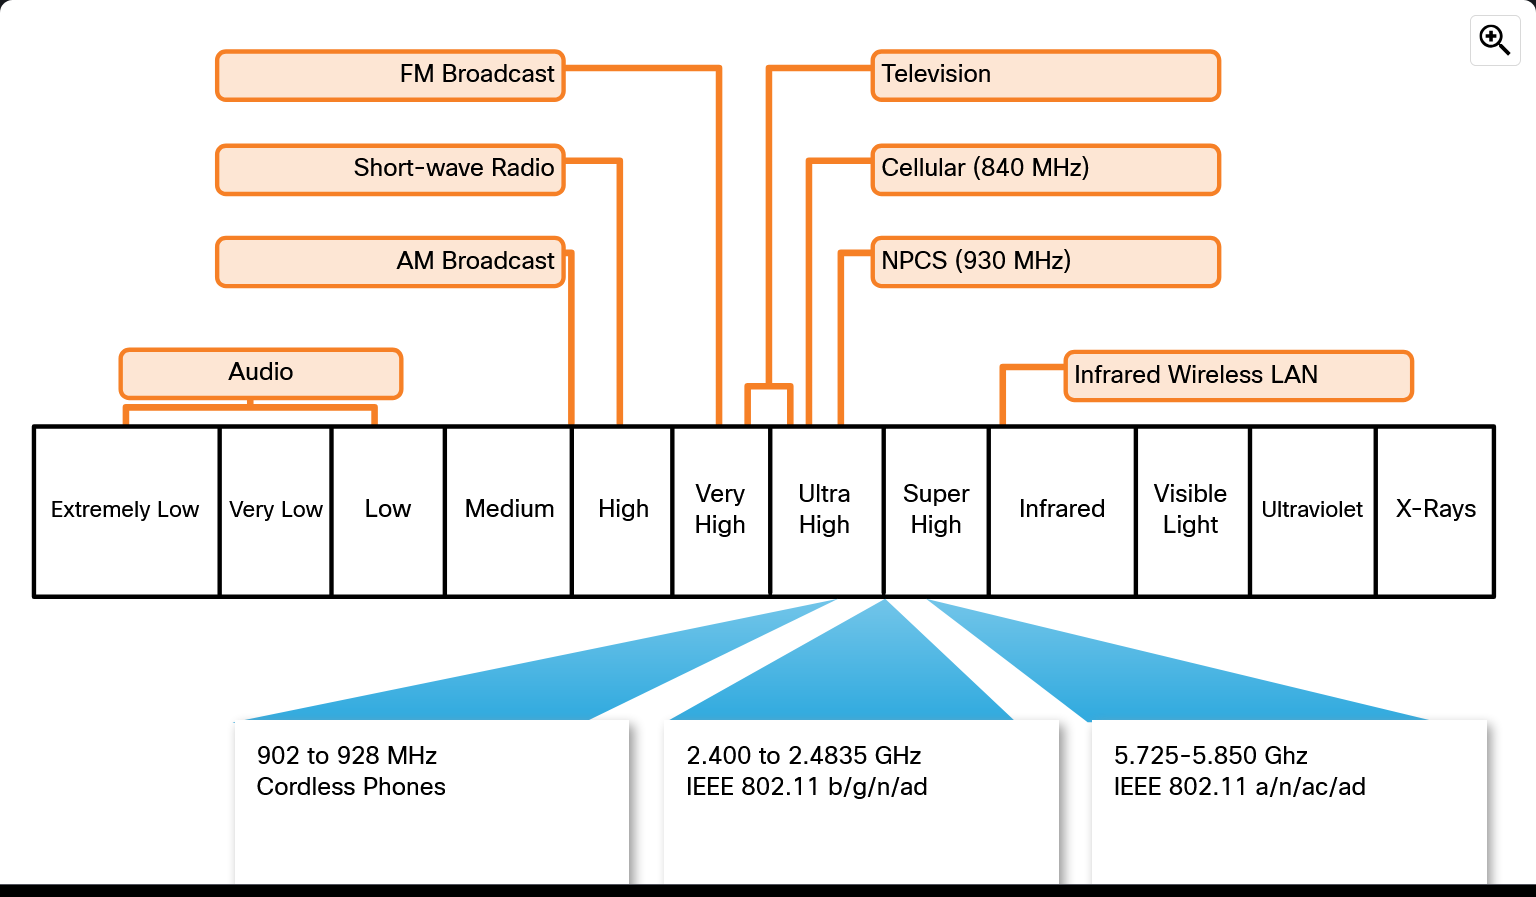 FM Broadcast
Television
Short-wave Radio
Cellular (840 MHz)
AM Broadcast
NPCS (930 MHz)
Audio
Infrared Wireless LAN
Extremely Low
Very Low
Low
Medium
High
Very
High
Ultra
High
Super
High
Infrared
Visible
Light
Ultraviolet
X-Rays
902 to 928 MHz
Cordless Phones
2.400 to 2.4835 GHz
IEEE 802.11 b/g/n/ad
5.725-5.850 Ghz
IEEE 802.11 a/n/ac/ad